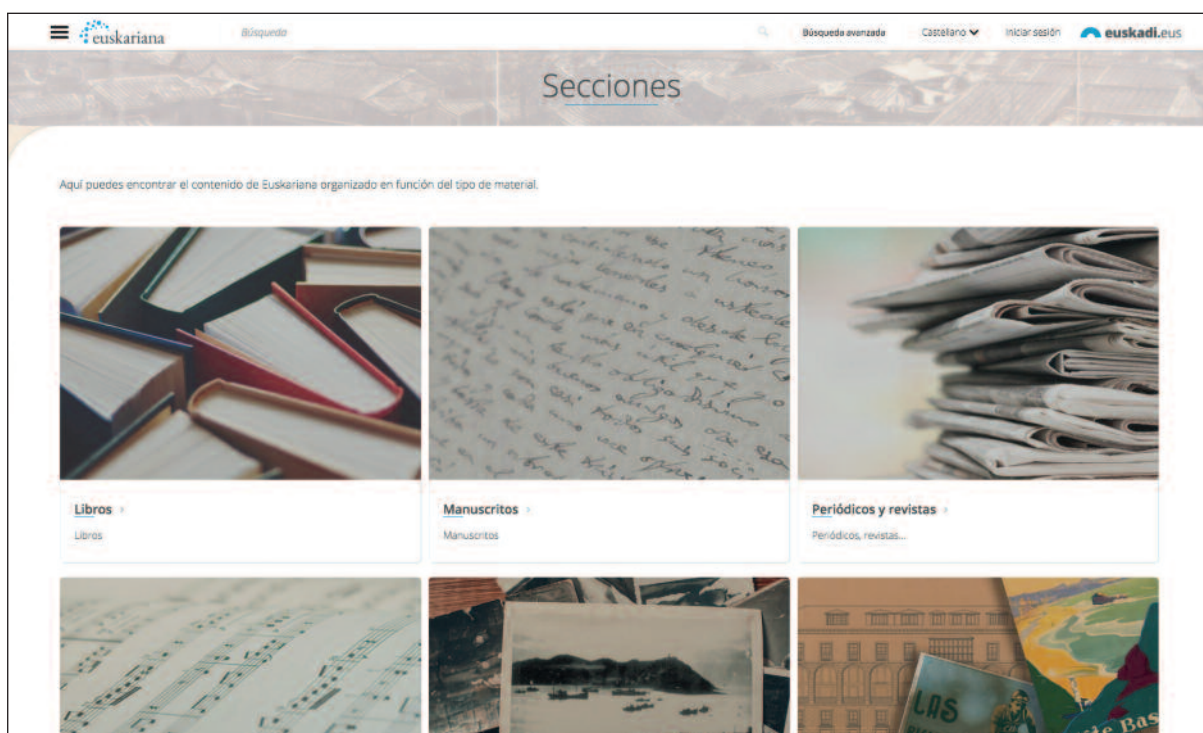 euskariana
Búsqueda
Búsqueda avanzada
Castellano
Iniciar sesión
euskadi.eus
Secciones
Aquí puedes encontrar el contenido de Euskariana organizado en función del tipo de material.
Libros
Libros
Manuscritos
Manuscritos
Periódicos y revistas
Periódicos, revistas...
LAS